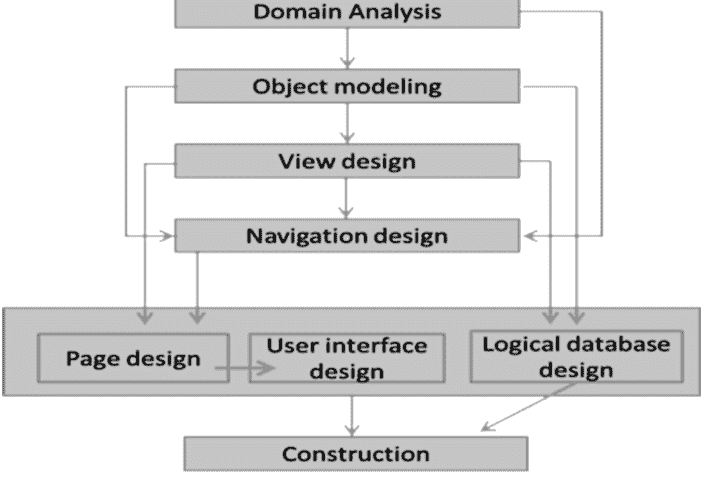 Domain Analysis
Object modeling
View design
Navigation design
Page design
User interface
design
Logical database
design
Construction